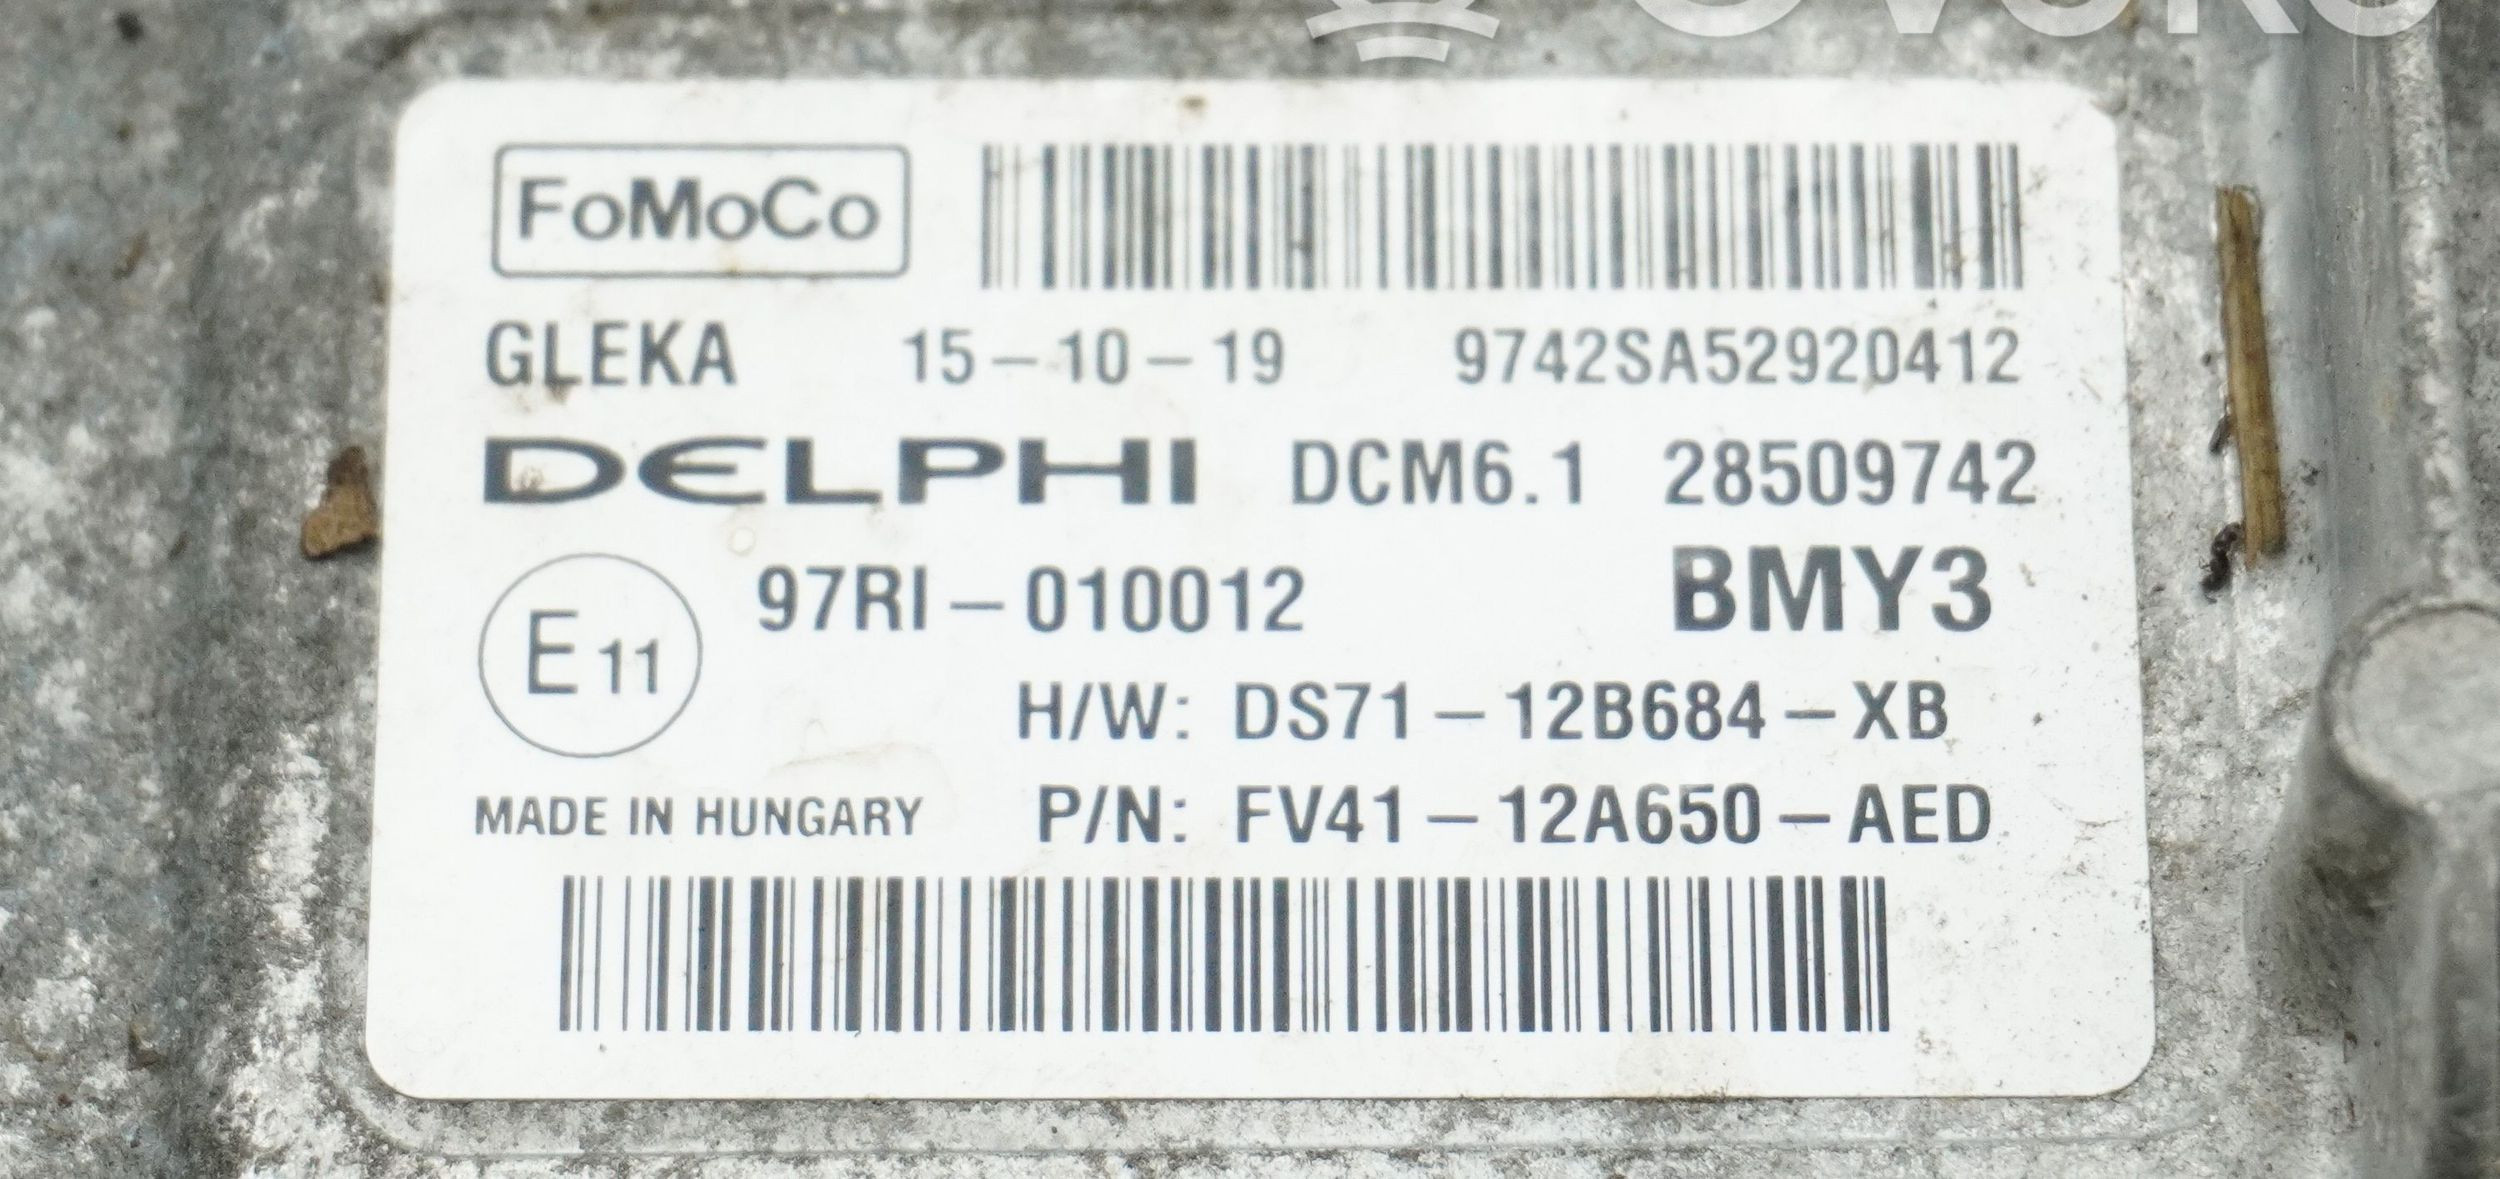 FoMoCo
GLEKA 15-10-19 9742SA52920412
DELPHI DCM6.1 28509742
97RI-010012 BMY3
E11
H/W: DS71-12B684-XB
MADE IN HUNGARY P/N: FV41-12A650-AED